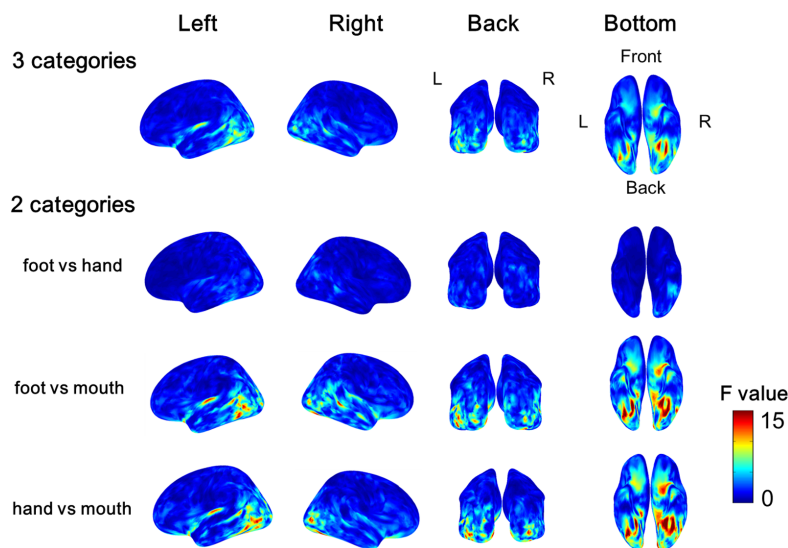 Left Right Back Bottom
3 categories
Front
L R
L R
Back
2 categories
foot vs hand
foot vs mouth
F value
15
0
hand vs mouth